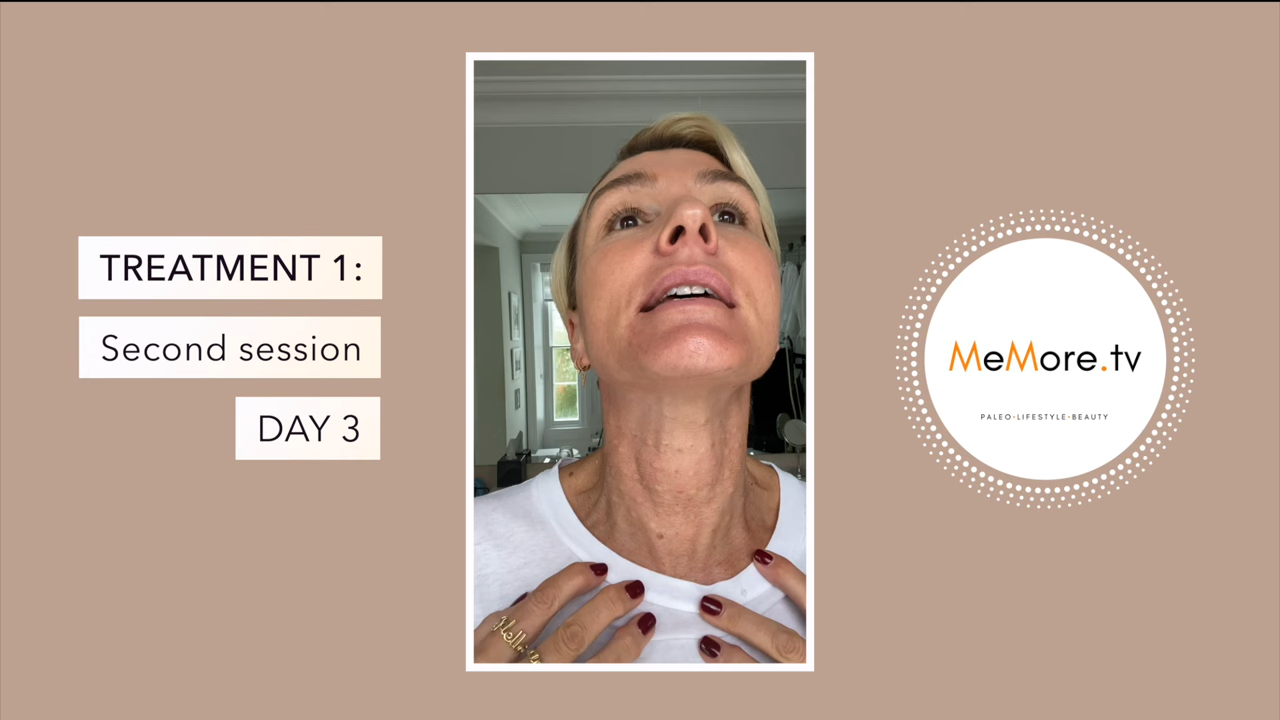 TREATMENT 1:
Second session
DAY 3
MeMore.tv
PALEO·LIFESTYLE·BEAUTY